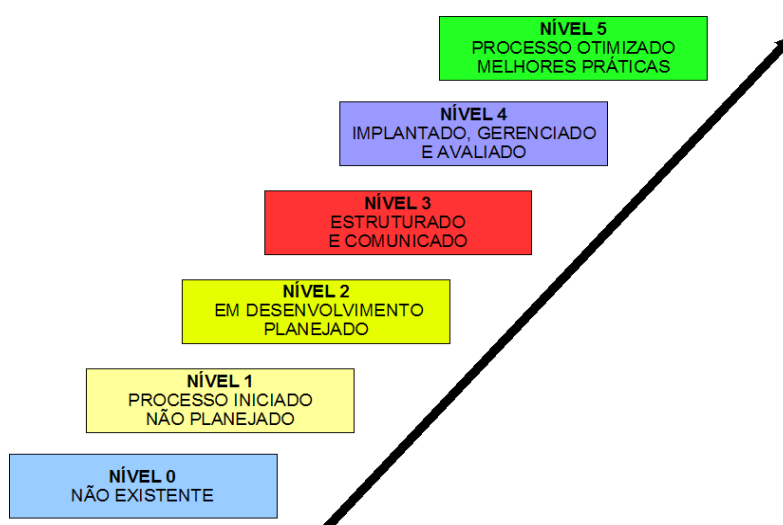 NÍVEL 5
PROCESSO OTIMIZADO
MELHORES PRÁTICAS
NÍVEL 4
IMPLANTADO, GERENCIADO
E AVALIADO
NÍVEL 3
ESTRUTURADO
E COMUNICADO
NÍVEL 2
EM DESENVOLVIMENTO
PLANEJADO
NÍVEL 1
PROCESSO INICIADO
NÃO PLANEJADO
NÍVEL 0
NÃO EXISTENTE